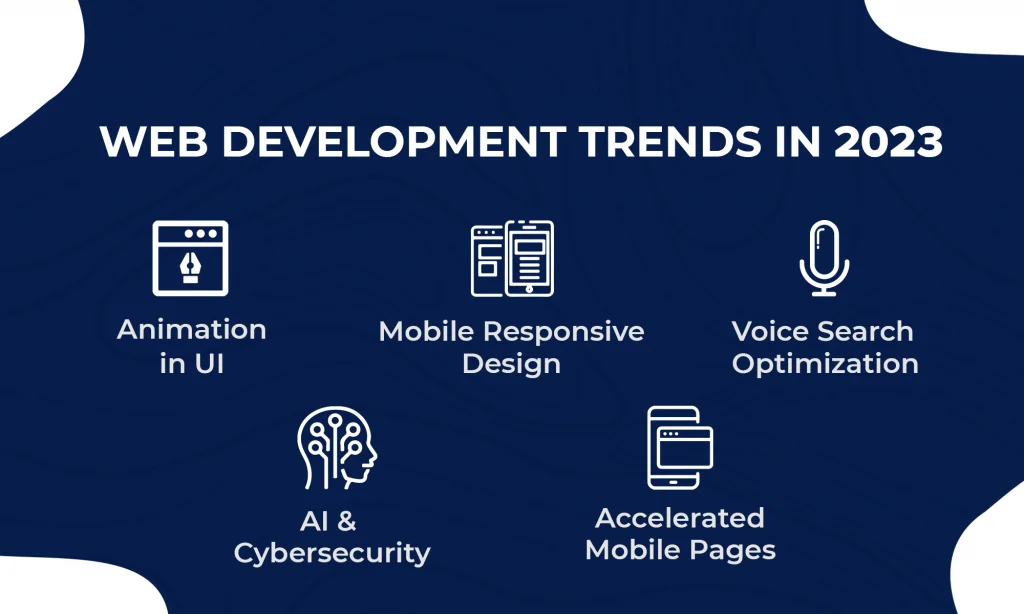 WEB DEVELOPMENT TRENDS IN 2023
Animation
in UI
Mobile Responsive
Design
Voice Search
Optimization
AI &
Cybersecurity
Accelerated
Mobile Pages